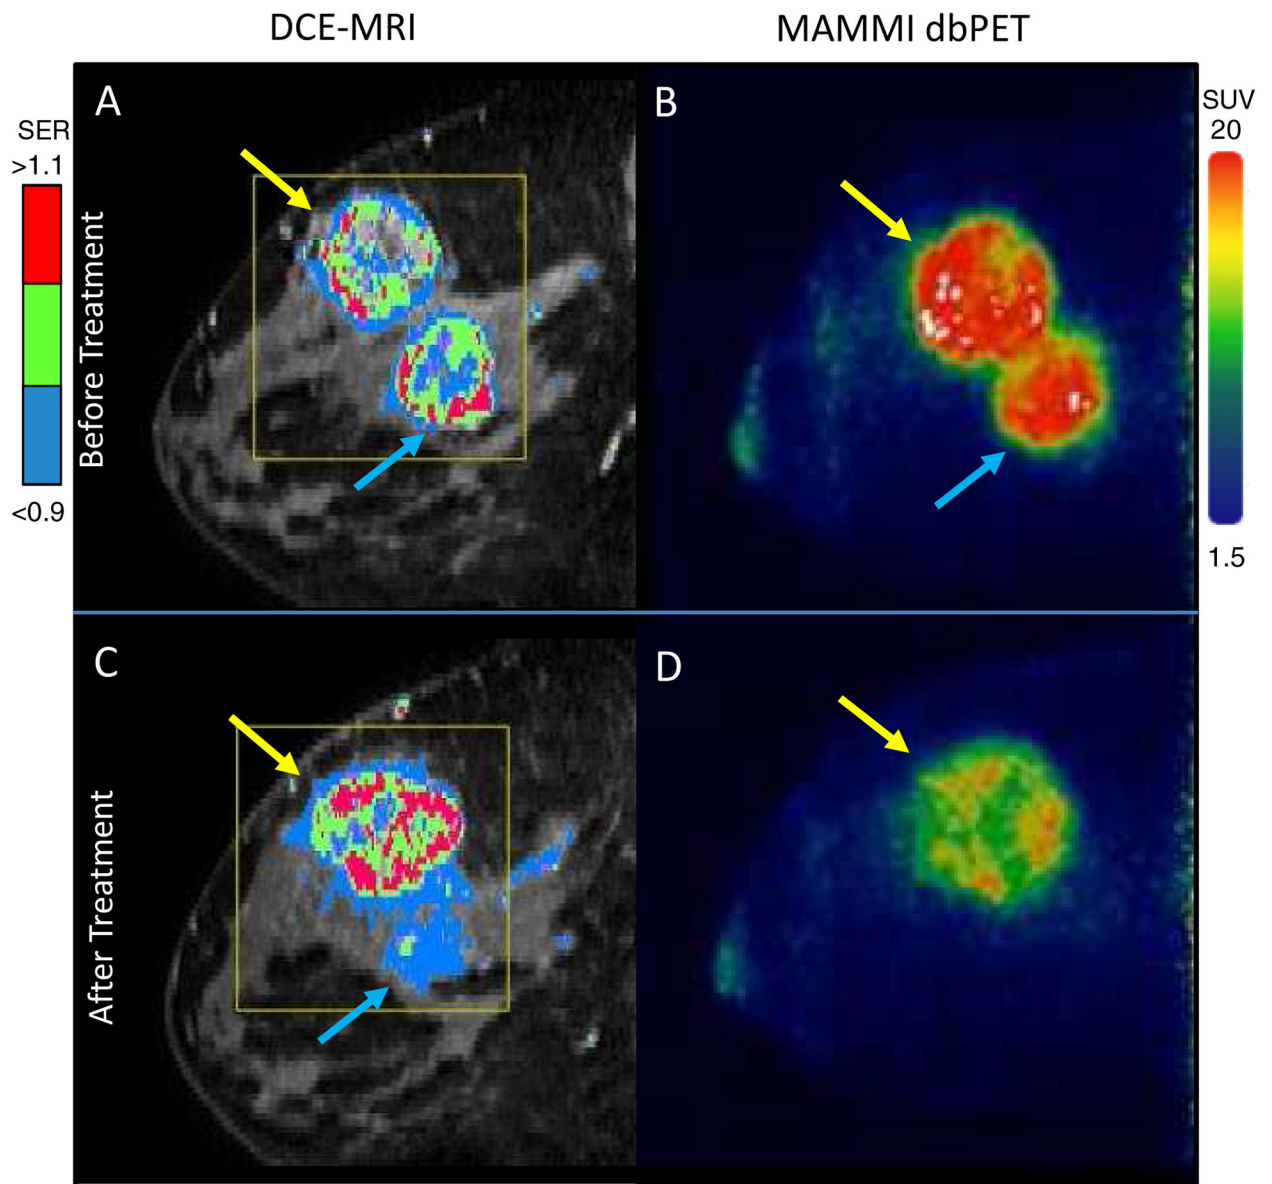 DCE-MRI
MAMMI dbPET
A
B
SER
>1.1
<0.9
Before Treatment
SUV
20
1.5
C
D
After Treatment